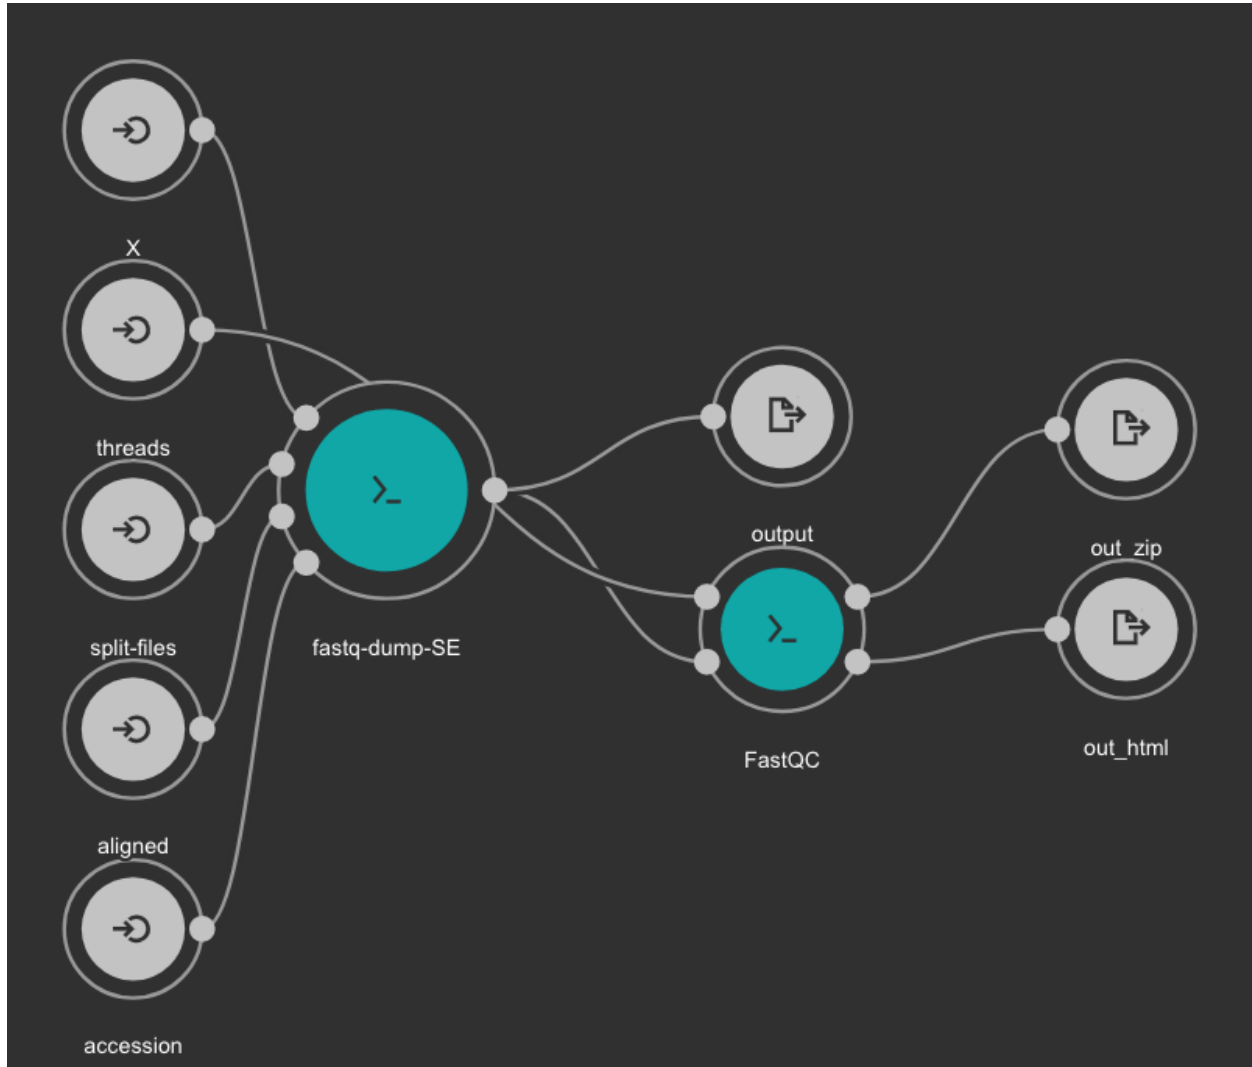 X
threads
split-files
aligned
accession
fastq-dump-SE
output
FastQC
out_zip
out_html